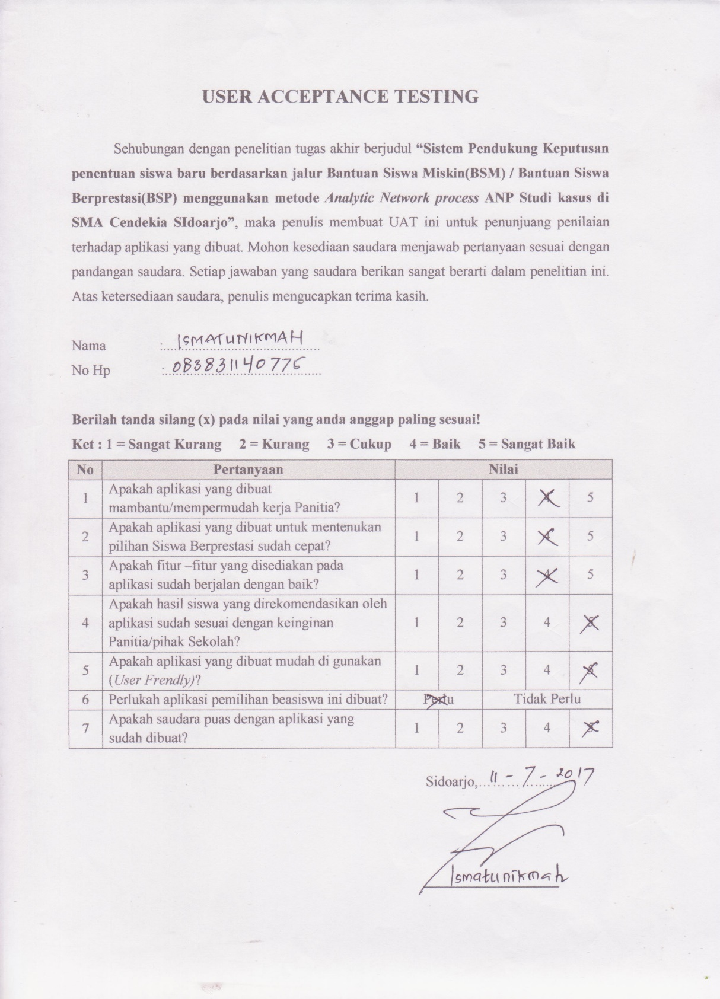 USER ACCEPTANCE TESTING
Sehubungan dengan penelitian tugas akhir berjudul “Sistem Pendukung Keputusan
penentuan siswa baru berdasarkan jalur Bantuan Siswa Miskin(BSM) / Bantuan Siswa
Berprestasi(BSP) menggunakan metode Analytic Network process ANP Studi kasus di
SMA Cendekia SIdoarjo”, maka penulis membuat UAT ini untuk penunjuang penilaian
terhadap aplikasi yang dibuat. Mohon kesediaan saudara menjawab pertanyaan sesuai dengan
pandangan saudara. Setiap jawaban yang saudara berikan sangat berarti dalam penelitian ini.
Atas ketersediaan saudara, penulis mengucapkan terima kasih.
Nama : ISMATUNIKMAH
No Hp : 083831140776
Berilah tanda silang (x) pada nilai yang anda anggap paling sesuai!
Ket : 1 = Sangat Kurang 2 = Kurang 3 = Cukup 4 = Baik 5 = Sangat Baik
No Pertanyaan Nilai
1 Apakah aplikasi yang dibuat
mambantu/mempermudah kerja Panitia? 1 2 3 4 5
2 Apakah aplikasi yang dibuat untuk mentenukan
pilihan Siswa Berprestasi sudah cepat? 1 2 3 4 5
3 Apakah fitur –fitur yang disediakan pada
aplikasi sudah berjalan dengan baik? 1 2 3 4 5
4 Apakah hasil siswa yang direkomendasikan oleh
aplikasi sudah sesuai dengan keinginan 1 2 3 4 5
Panitia/pihak Sekolah?
5 Apakah aplikasi yang dibuat mudah di gunakan
(User Frendly)? 1 2 3 4 5
6 Perlukah aplikasi pemilihan beasiswa ini dibuat? Perlu Tidak Perlu
7 Apakah saudara puas dengan aplikasi yang
sudah dibuat? 1 2 3 4 5
Sidoarjo, 11 - 7 - 2017
Ismatunikmah